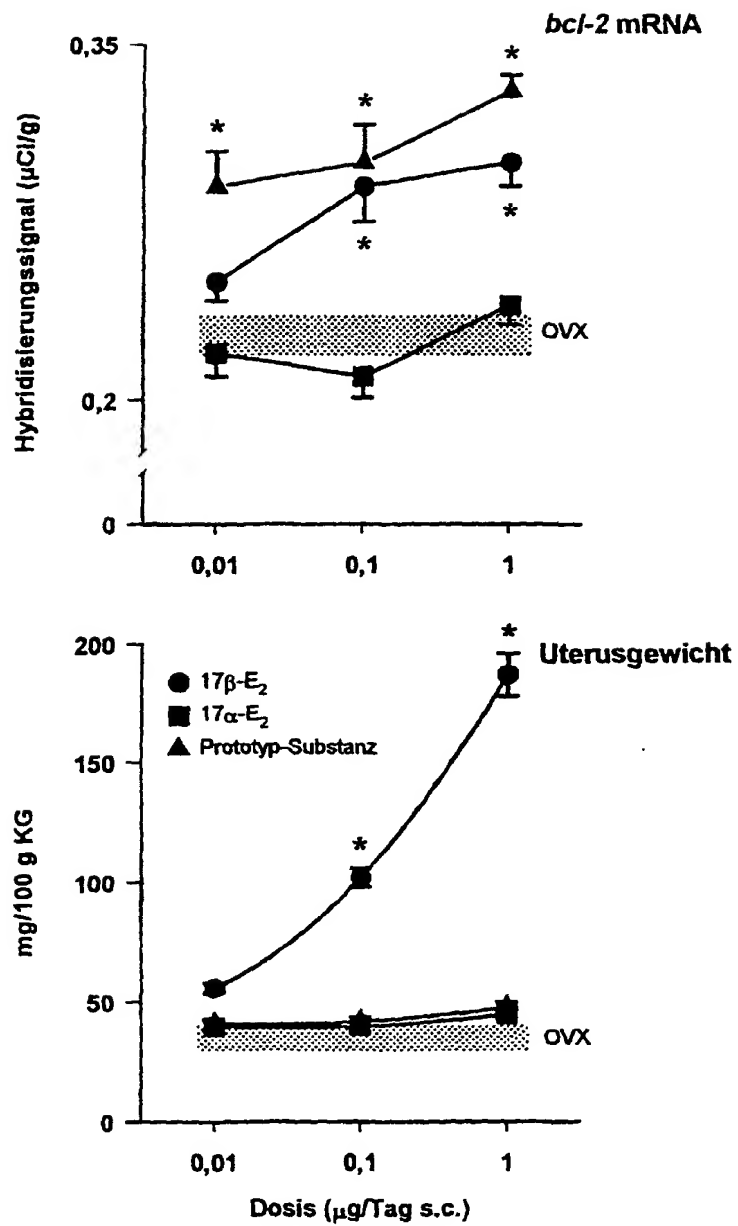 bcl-2 mRNA
0,35
*
*
*
*
*
Hybridisierungssignal (µCi/g)
OVX
0,2
0
0,01 0,1 1
200
*
Uterusgewicht
17β-E2
17α-E2
Prototyp-Substanz
150
*
mg/100 g KG
100
50
OVX
0
0,01 0,1 1
Dosis (µg/Tag s.c.)